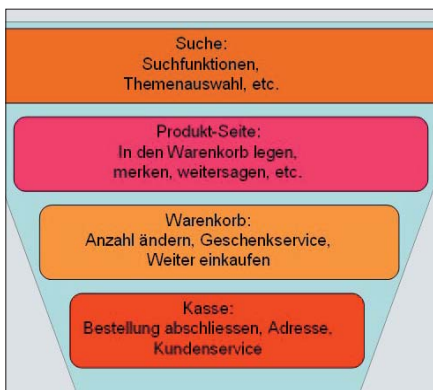 Suche:
Suchfunktionen,
Themenauswahl, etc.
Produkt-Seite:
In den Warenkorb legen,
merken, weitersagen, etc.
Warenkorb:
Anzahl ändern, Geschenkservice,
Weiter einkaufen
Kasse:
Bestellung abschliessen, Adresse,
Kundenservice